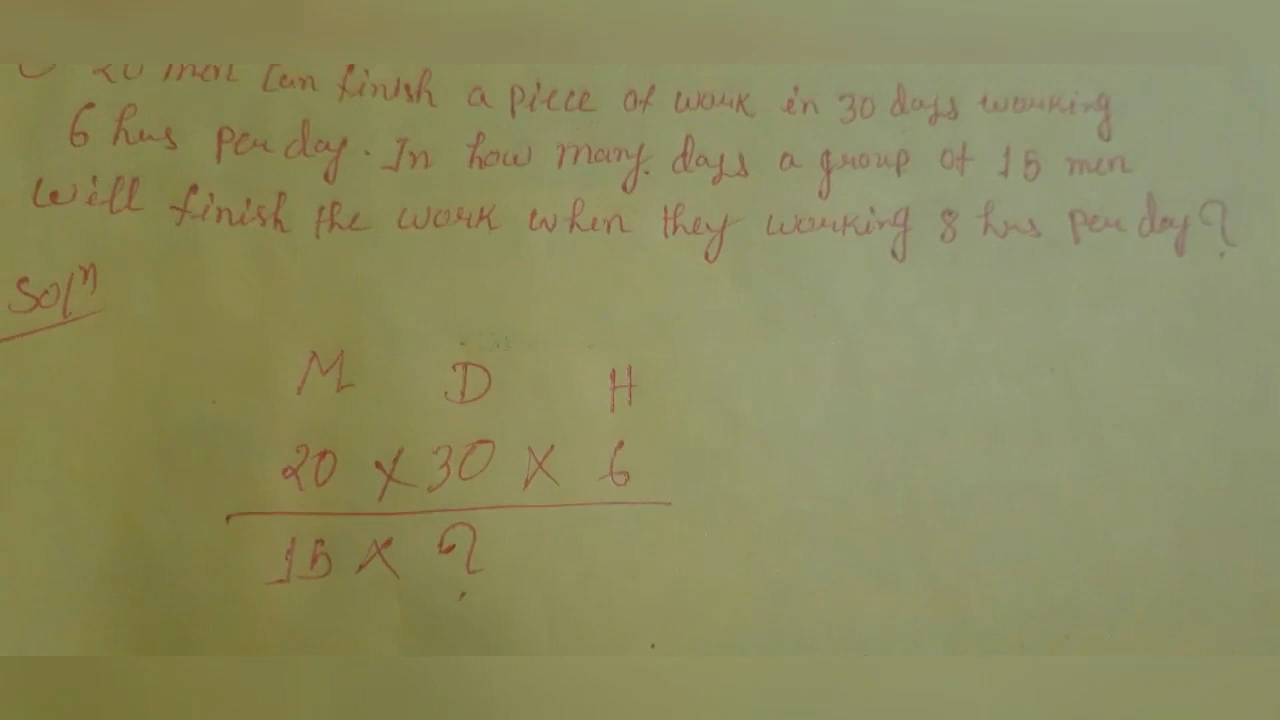 20 men can finish a piece of work in 30 days working
6 hrs per day. In how many days a group of 15 men
will finish the work when they working 8 hrs per day?
Solⁿ
M D H
20 × 30 × 6
15 × ?